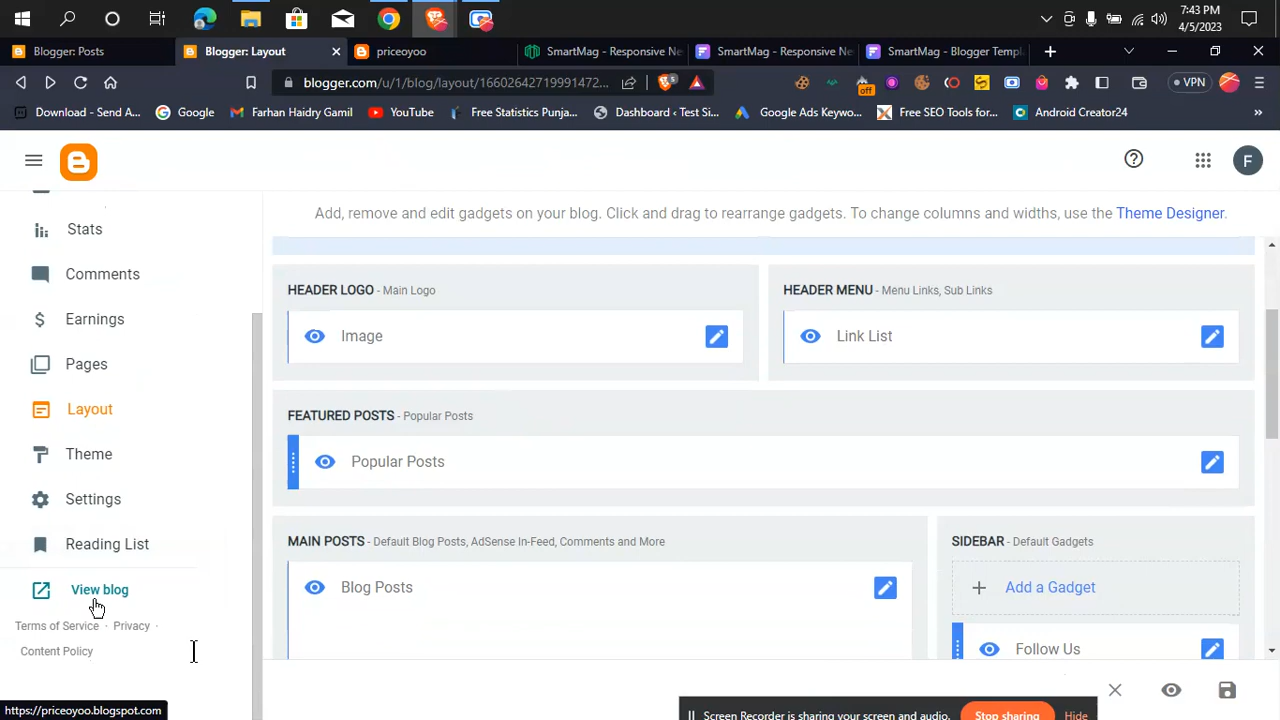 7:43 PM
4/5/2023
Blogger: Posts
Blogger: Layout
priceoyoo
SmartMag - Responsive Ne
SmartMag - Responsive Ne
SmartMag - Blogger Templ
blogger.com/u/1/blog/layout/16602642719991472...
5
off
S
VPN
Download - Send A...
Google
Farhan Haidry Gamil
YouTube
Free Statistics Punja...
Dashboard ‹ Test Si...
Google Ads Keywo...
Free SEO Tools for...
Android Creator24
»
F
Add, remove and edit gadgets on your blog. Click and drag to rearrange gadgets. To change columns and widths, use the Theme Designer.
Stats
Comments
Earnings
Pages
Layout
Theme
Settings
Reading List
View blog
Terms of Service · Privacy ·
Content Policy
HEADER LOGO - Main Logo
Image
HEADER MENU - Menu Links, Sub Links
Link List
FEATURED POSTS - Popular Posts
Popular Posts
MAIN POSTS - Default Blog Posts, AdSense In-Feed, Comments and More
Blog Posts
SIDEBAR - Default Gadgets
Add a Gadget
Follow Us
https://priceoyoo.blogspot.com
Screen Recorder is sharing your screen and audio.
Stop sharing
Hide